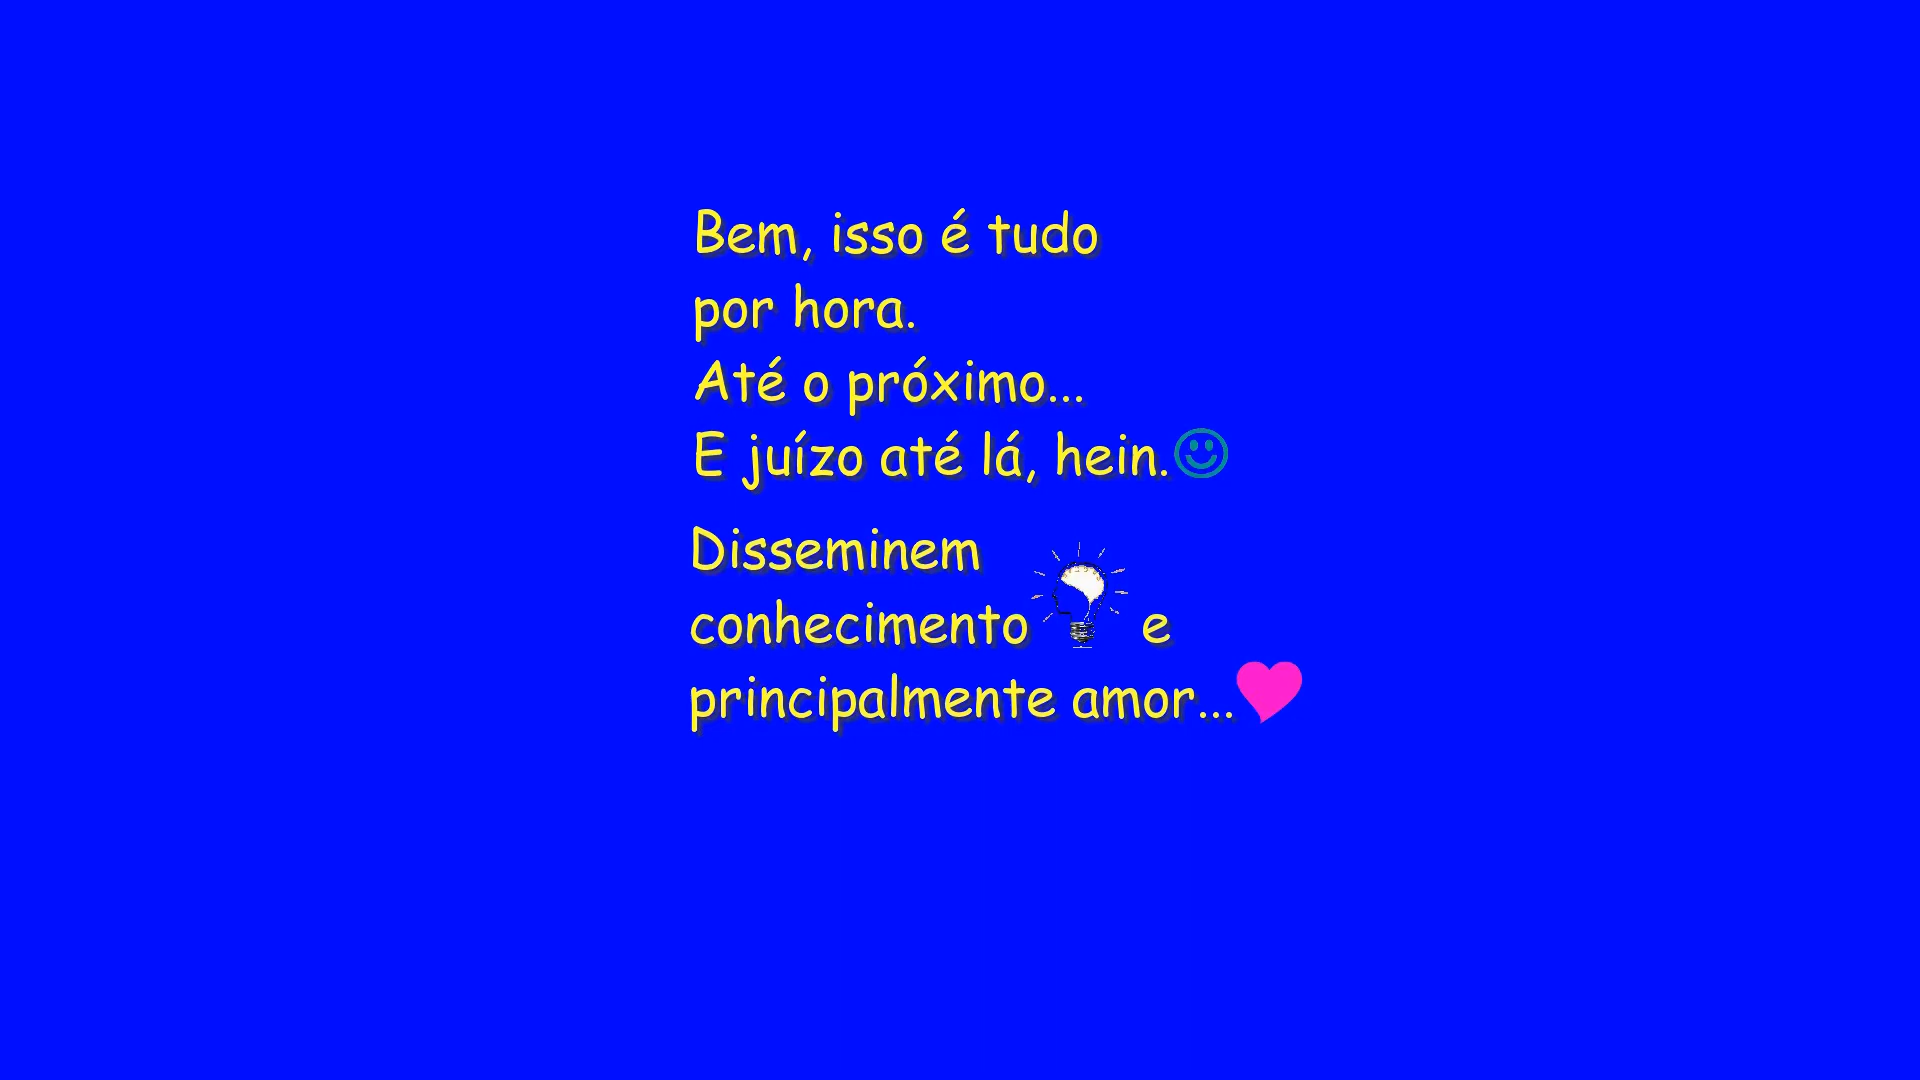 Bem, isso é tudo
por hora.
Até o próximo...
E juízo até lá, hein.☺
Disseminem
conhecimento e
principalmente amor...